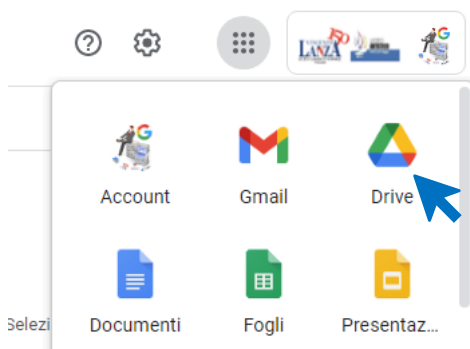 LANZA
Account
Gmail
Drive
Selezi
Documenti
Fogli
Presentaz...